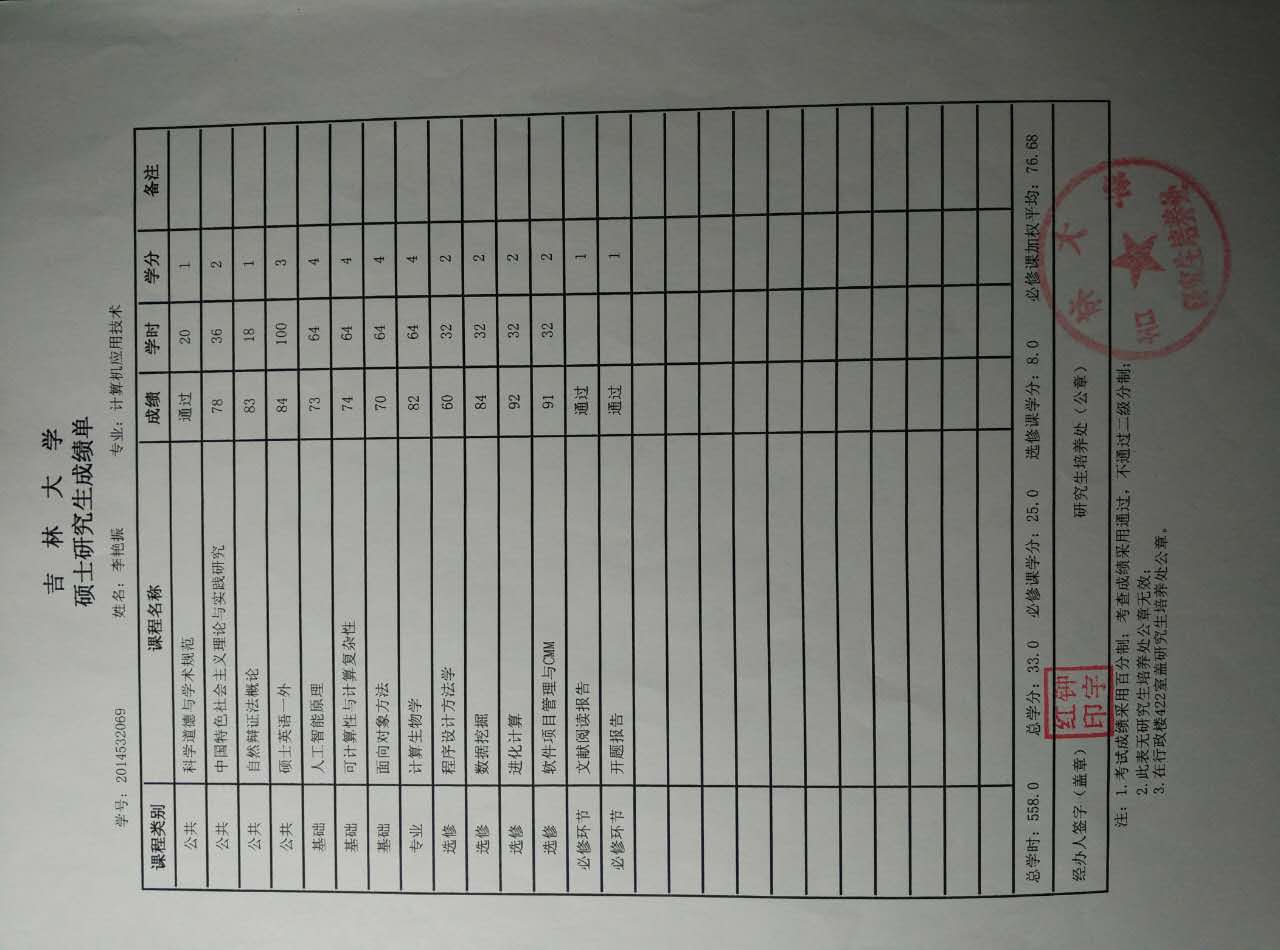 吉 林 大 学
硕士研究生成绩单
学号: 2014532069 姓名: 李艳振 专业: 计算机应用技术
课程类别 课程名称 成绩 学时 学分 备注
公共 科学道德与学术规范 通过 20 1
公共 中国特色社会主义理论与实践研究 78 36 2
公共 自然辩证法概论 83 18 1
公共 硕士英语一外 84 100 3
基础 人工智能原理 73 64 4
基础 可计算性与计算复杂性 74 64 4
基础 面向对象方法 70 64 4
专业 计算生物学 82 64 4
选修 程序设计方法学 60 32 2
选修 数据挖掘 84 32 2
选修 进化计算 92 32 2
选修 软件项目管理与CMM 91 32 2
必修环节 文献阅读报告 通过 1
必修环节 开题报告 通过 1
总学时: 558.0 总学分: 33.0 必修课学分: 25.0 选修课学分: 8.0 必修课加权平均: 76.68
经办人签字(盖章) 研究生培养处(公章)
红钟
印宇
吉林大学
研究生培养处
注: 1.考试成绩采用百分制; 考查成绩采用通过, 不通过二级分制;
2.此表无研究生培养处公章无效;
3.在行政楼422室盖研究生培养处公章。